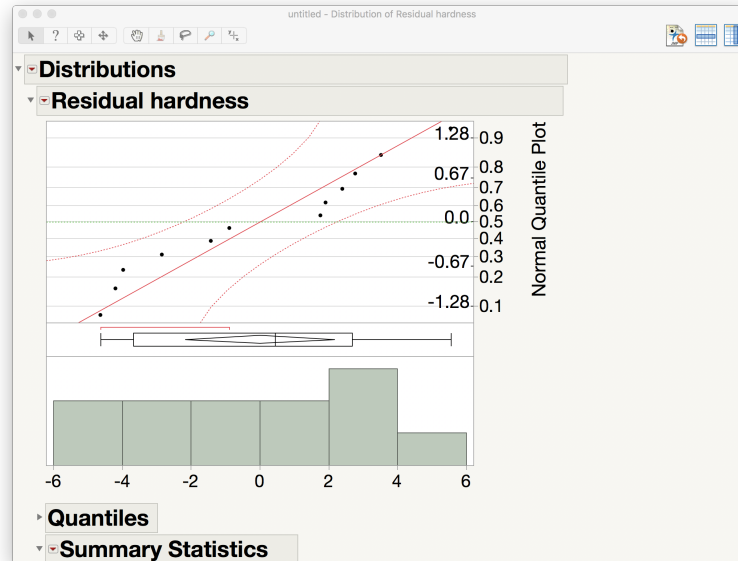 untitled - Distribution of Residual hardness
?
Distributions
Residual hardness
1.28 0.9
0.8
0.67
0.7
0.6
0.0 0.5
0.4
-0.67 0.3
0.2
-1.28 0.1
Normal Quantile Plot
-6 -4 -2 0 2 4 6
Quantiles
Summary Statistics